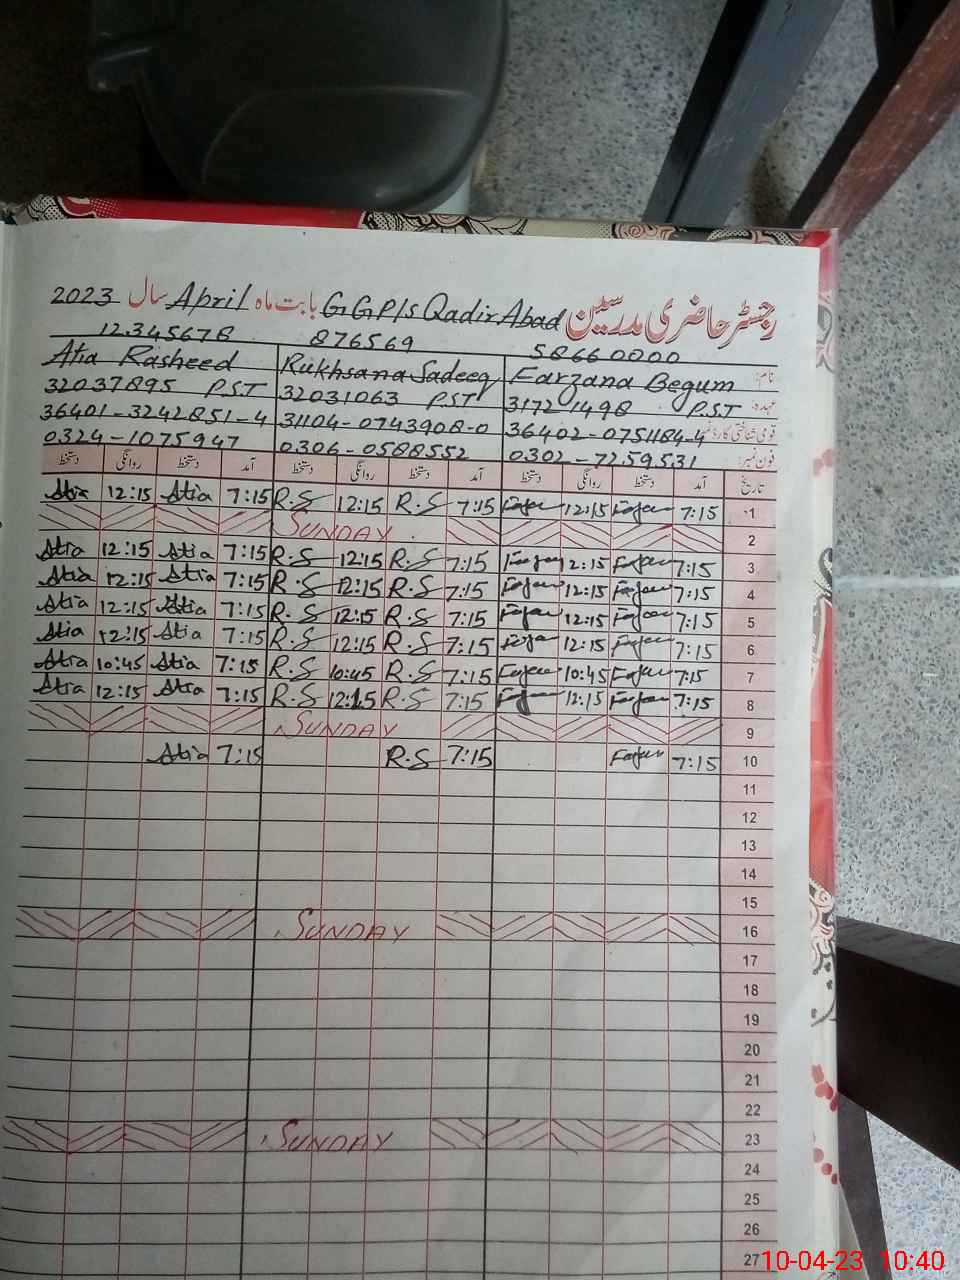 رجسٹر حاضری مدرسین GGP/s Qadir Abad بابت ماہ April سال 2023
12345678 876569 58660000
نام: Farzana Begum Rukhsana Sadeeq Atia Rasheed
عہدہ: 31721498 P.S.T 32031063 PST 32037895 P.S.T
قومی شناختی کارڈ نمبر 36402-0751184-4 31104-0743908-0 36401-3242851-4
فون نمبر: 0302-7259531 0306-0588552 0324-1075947
تاریخ آمد دستخط روانگی دستخط آمد دستخط روانگی دستخط آمد دستخط روانگی دستخط
Atia 12:15 Atia 7:15 R.S 12:15 R.S 7:15 12:15 7:15 1
SUNDAY 2
Atia 12:15 Atia 7:15 R.S 12:15 R.S 7:15 12:15 7:15 3
Atia 12:15 Atia 7:15 R.S 12:15 R.S 7:15 12:15 7:15 4
Atia 12:15 Atia 7:15 R.S 12:15 R.S 7:15 12:15 7:15 5
Atia 12:15 Atia 7:15 R.S 12:15 R.S 7:15 12:15 7:15 6
Atia 10:45 Atia 7:15 R.S 10:45 R.S 7:15 10:45 7:15 7
Atia 12:15 Atia 7:15 R.S 12:15 R.S 7:15 12:15 7:15 8
SUNDAY 9
Atia 7:15 R.S 7:15 7:15 10
11
12
13
14
15
SUNDAY 16
17
18
19
20
21
22
SUNDAY 23
24
25
26
27
10-04-23 10:40